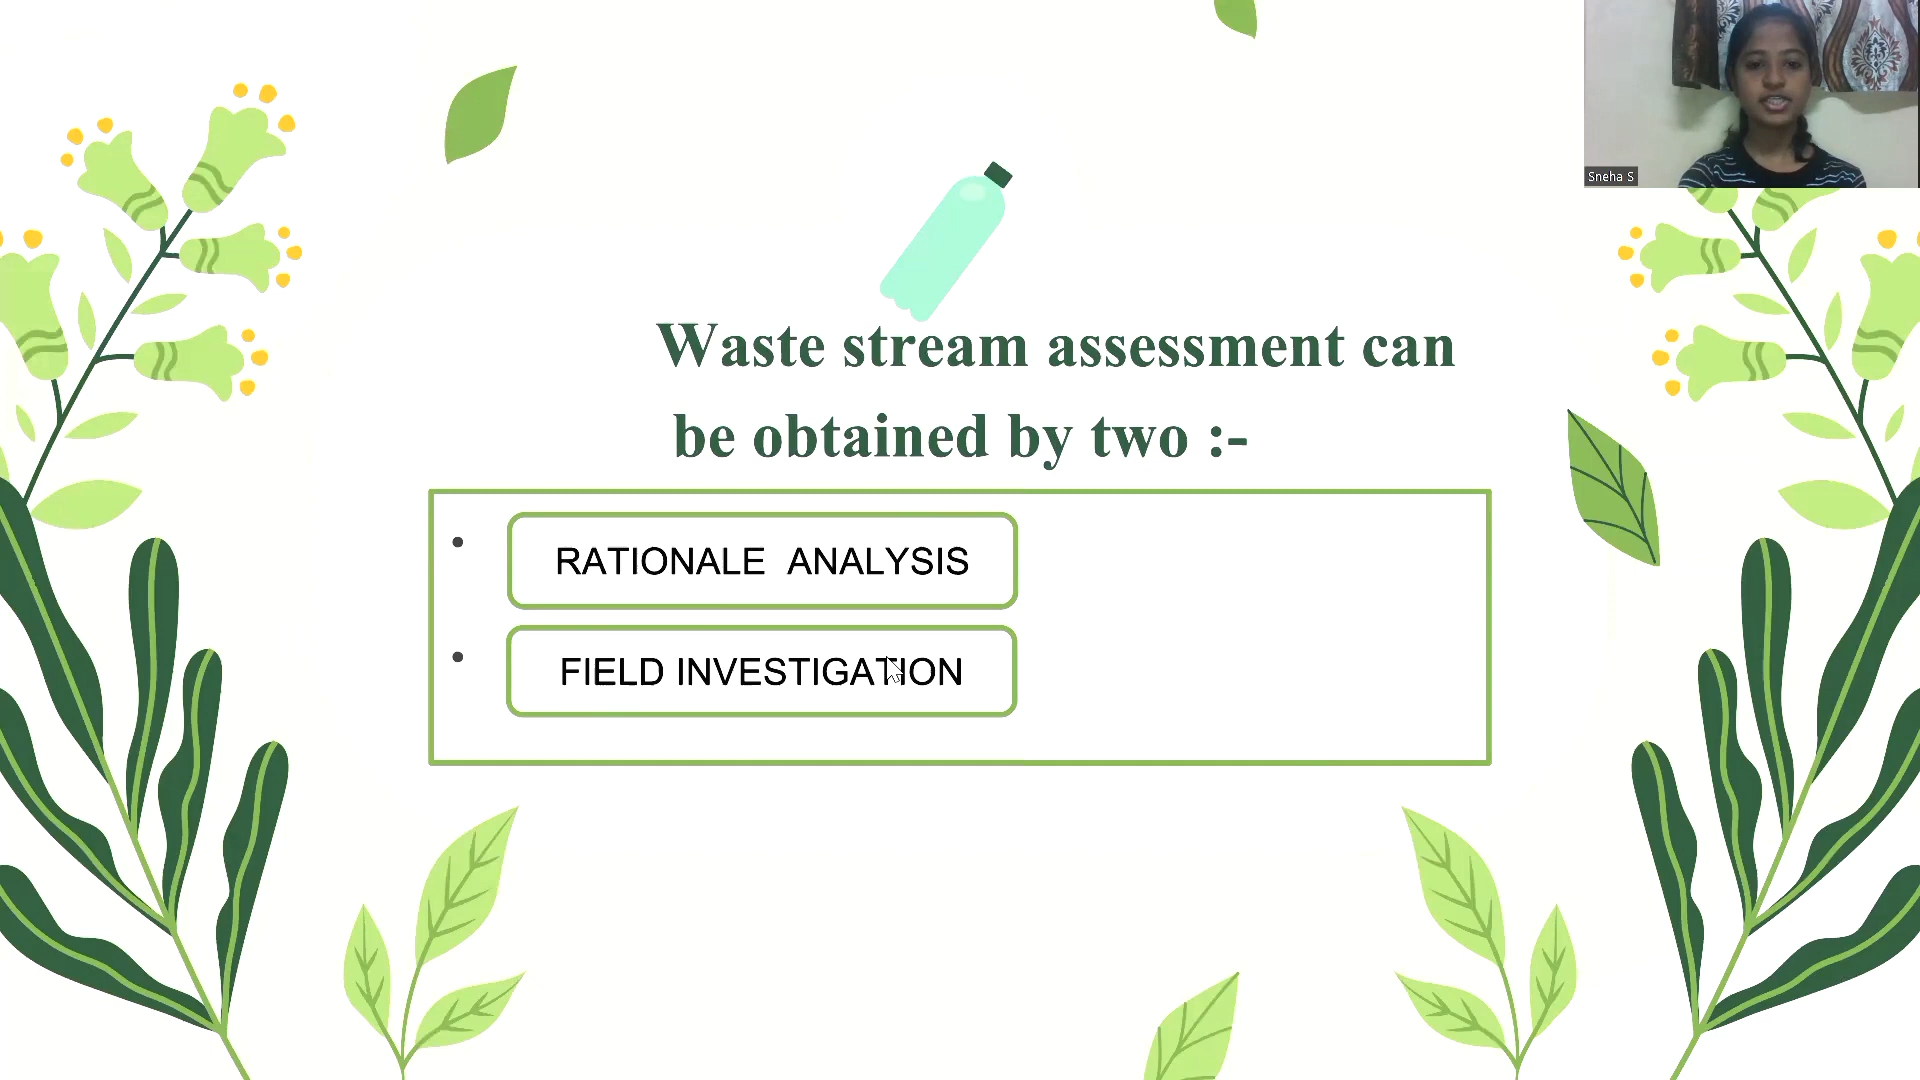 Sneha S
Waste stream assessment can
be obtained by two :-
• RATIONALE ANALYSIS
• FIELD INVESTIGATION